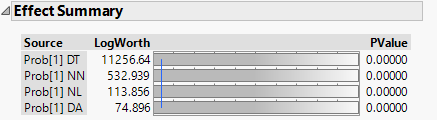 Effect Summary
Source LogWorth PValue
Prob[1] DT 11256.64 0.00000
Prob[1] NN 532.939 0.00000
Prob[1] NL 113.856 0.00000
Prob[1] DA 74.896 0.00000